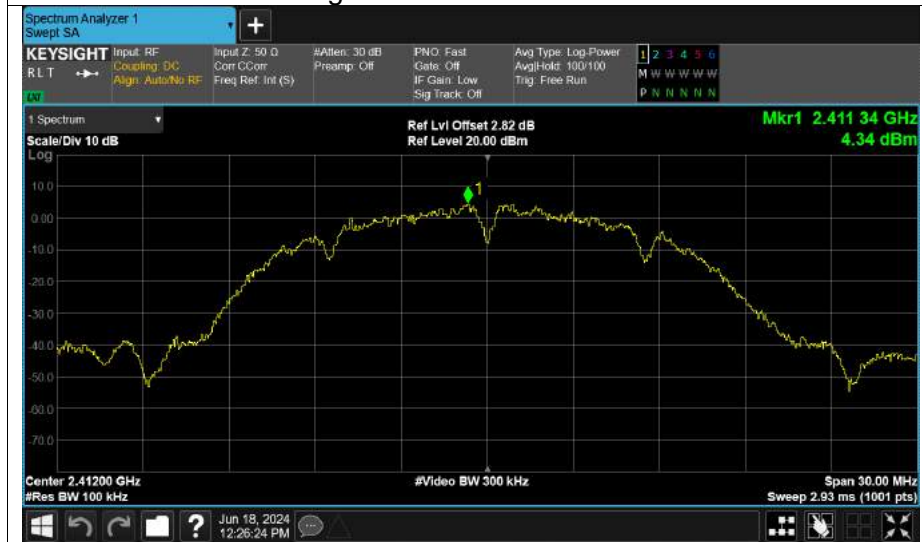 Spectrum Analyzer 1
Swept SA
+
KEYSIGHT
RLT
LXI
Input: RF
Coupling: DC
Align: Auto/No RF
Input Z: 50 Ω
Corr CCorr
Freq Ref: Int (S)
#Atten: 30 dB
Preamp: Off
PNO: Fast
Gate: Off
IF Gain: Low
Sig Track: Off
Avg Type: Log-Power
Avg|Hold: 100/100
Trig: Free Run
1 2 3 4 5 6
M W W W W W
P N N N N N
1 Spectrum
Scale/Div 10 dB
Log
Ref Lvl Offset 2.82 dB
Ref Level 20.00 dBm
Mkr1 2.411 34 GHz
4.34 dBm
1
10.0
0.00
-10.0
-20.0
-30.0
-40.0
-50.0
-60.0
-70.0
Center 2.41200 GHz
#Res BW 100 kHz
#Video BW 300 kHz
Span 30.00 MHz
Sweep 2.93 ms (1001 pts)
?
Jun 18, 2024
12:26:24 PM